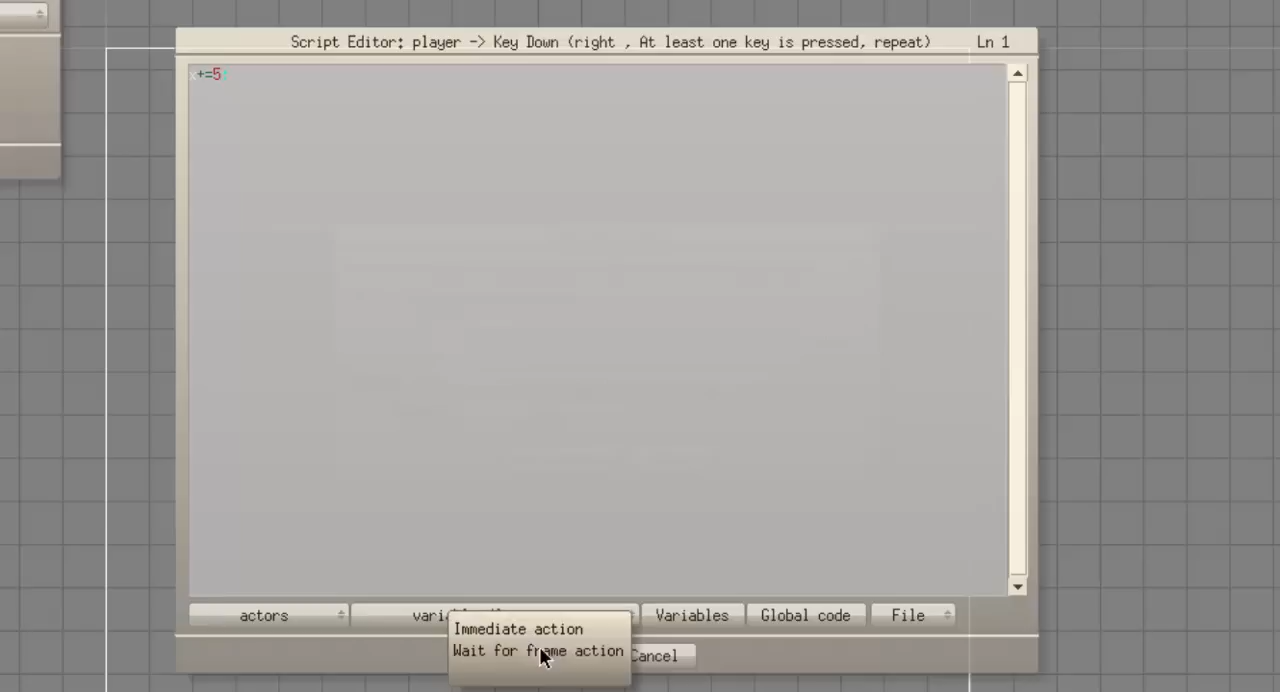 Script Editor: player -> Key Down (right , At least one key is pressed, repeat) Ln 1
x+=5;
actors
Variables Global code File
Immediate action
Wait for frame action
Cancel